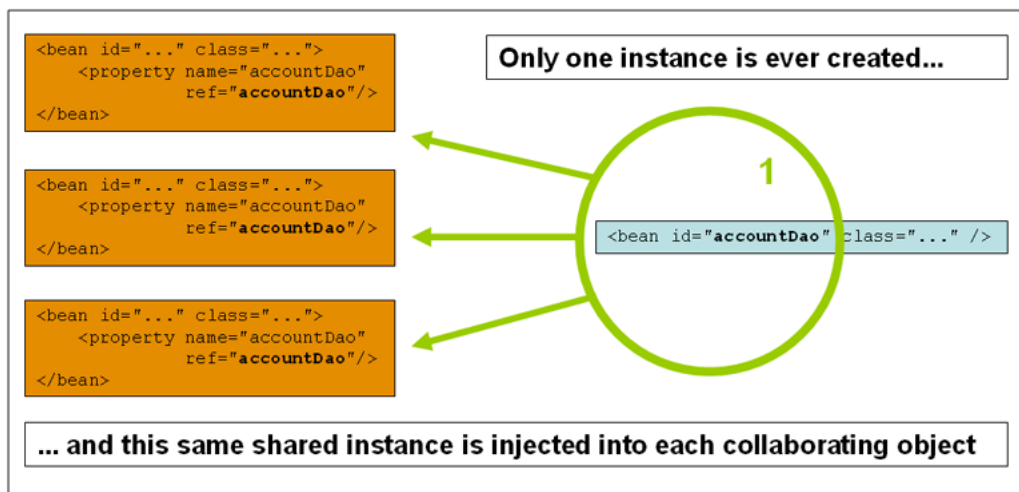 <bean id="..." class="...">
<property name="accountDao"
ref="accountDao"/>
</bean>
Only one instance is ever created...
1
<bean id="..." class="...">
<property name="accountDao"
ref="accountDao"/>
</bean>
<bean id="accountDao" class="..." />
<bean id="..." class="...">
<property name="accountDao"
ref="accountDao"/>
</bean>
... and this same shared instance is injected into each collaborating object